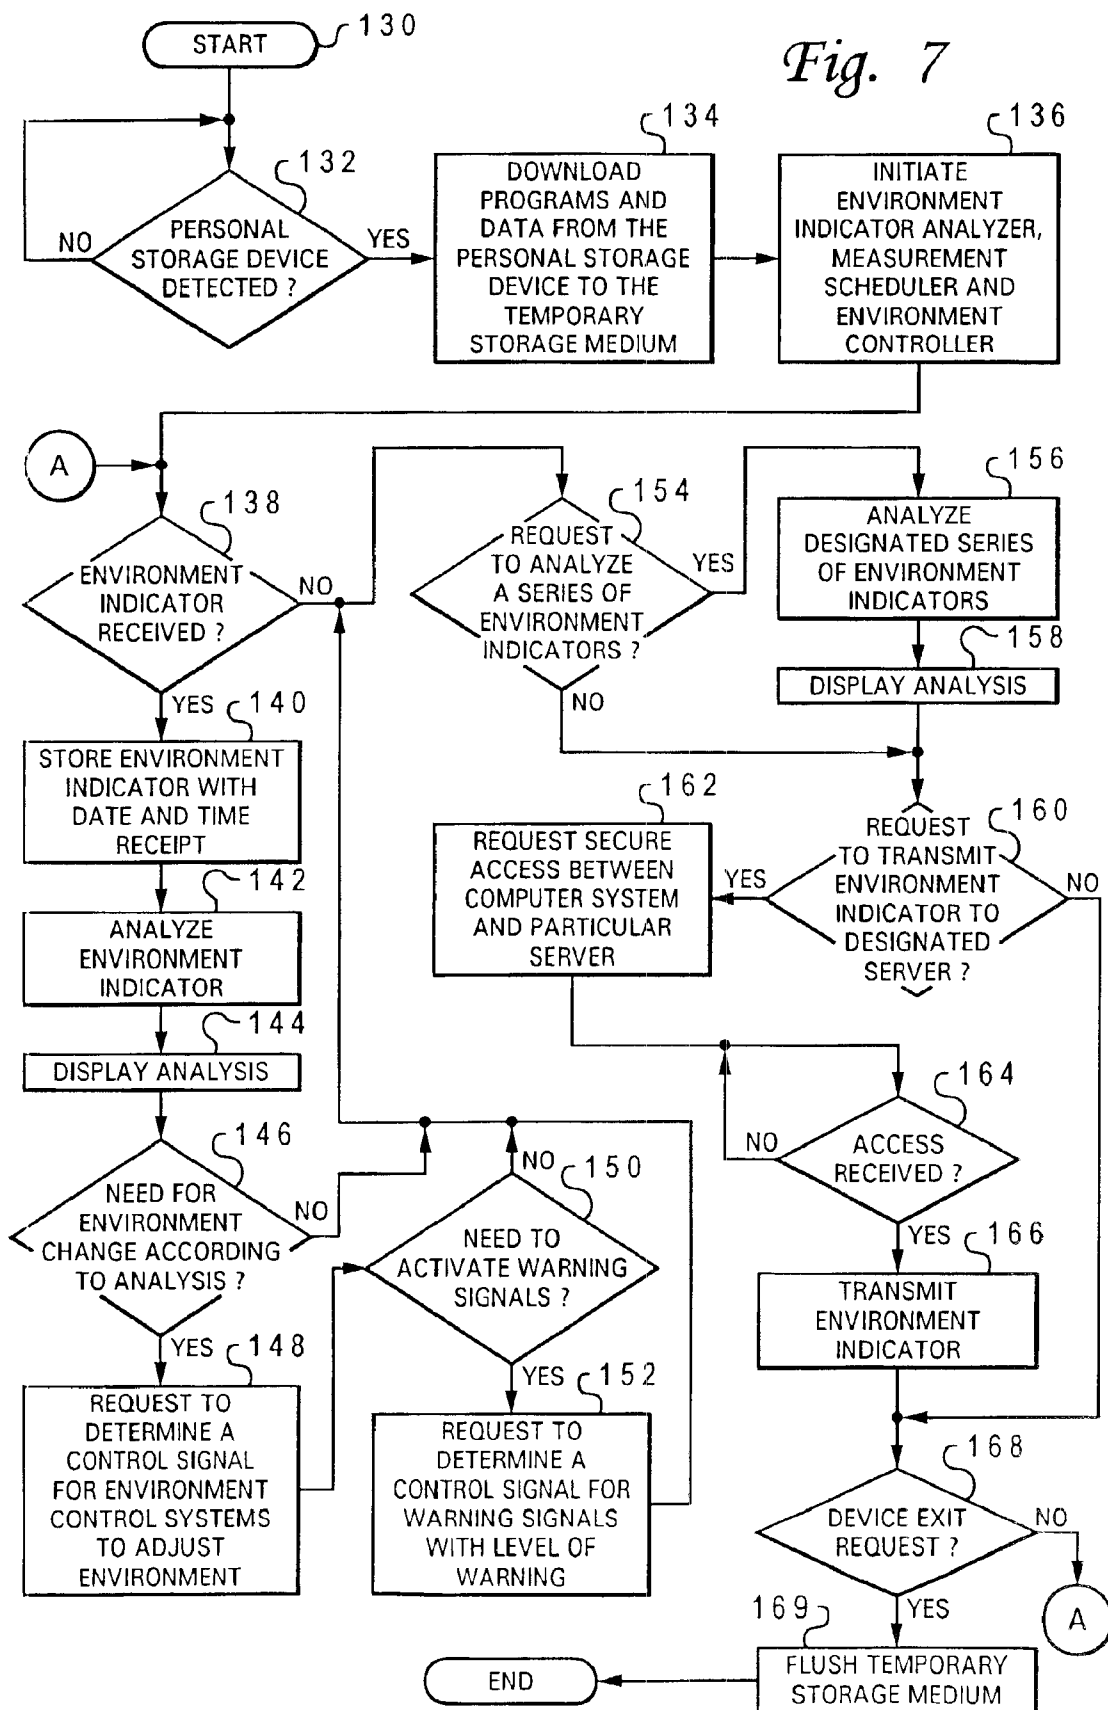 Fig. 7
START
130
132
PERSONAL
STORAGE DEVICE
DETECTED ?
NO
YES
134
DOWNLOAD
PROGRAMS AND
DATA FROM THE
PERSONAL STORAGE
DEVICE TO THE
TEMPORARY
STORAGE MEDIUM
136
INITIATE
ENVIRONMENT
INDICATOR ANALYZER,
MEASUREMENT
SCHEDULER AND
ENVIRONMENT
CONTROLLER
A
138
ENVIRONMENT
INDICATOR
RECEIVED ?
NO
YES
140
STORE ENVIRONMENT
INDICATOR WITH
DATE AND TIME
RECEIPT
142
ANALYZE
ENVIRONMENT
INDICATOR
144
DISPLAY ANALYSIS
146
NEED FOR
ENVIRONMENT
CHANGE ACCORDING
TO ANALYSIS ?
NO
YES
148
REQUEST TO
DETERMINE A
CONTROL SIGNAL
FOR ENVIRONMENT
CONTROL SYSTEMS
TO ADJUST
ENVIRONMENT
150
NEED TO
ACTIVATE WARNING
SIGNALS ?
NO
YES
152
REQUEST TO
DETERMINE A
CONTROL SIGNAL FOR
WARNING SIGNALS
WITH LEVEL OF
WARNING
154
REQUEST
TO ANALYZE
A SERIES OF
ENVIRONMENT
INDICATORS ?
YES
NO
156
ANALYZE
DESIGNATED SERIES
OF ENVIRONMENT
INDICATORS
158
DISPLAY ANALYSIS
160
REQUEST
TO TRANSMIT
ENVIRONMENT
INDICATOR TO
DESIGNATED
SERVER ?
YES
NO
162
REQUEST SECURE
ACCESS BETWEEN
COMPUTER SYSTEM
AND PARTICULAR
SERVER
164
ACCESS
RECEIVED ?
NO
YES
166
TRANSMIT
ENVIRONMENT
INDICATOR
168
DEVICE EXIT
REQUEST ?
NO
YES
A
169
FLUSH TEMPORARY
STORAGE MEDIUM
END